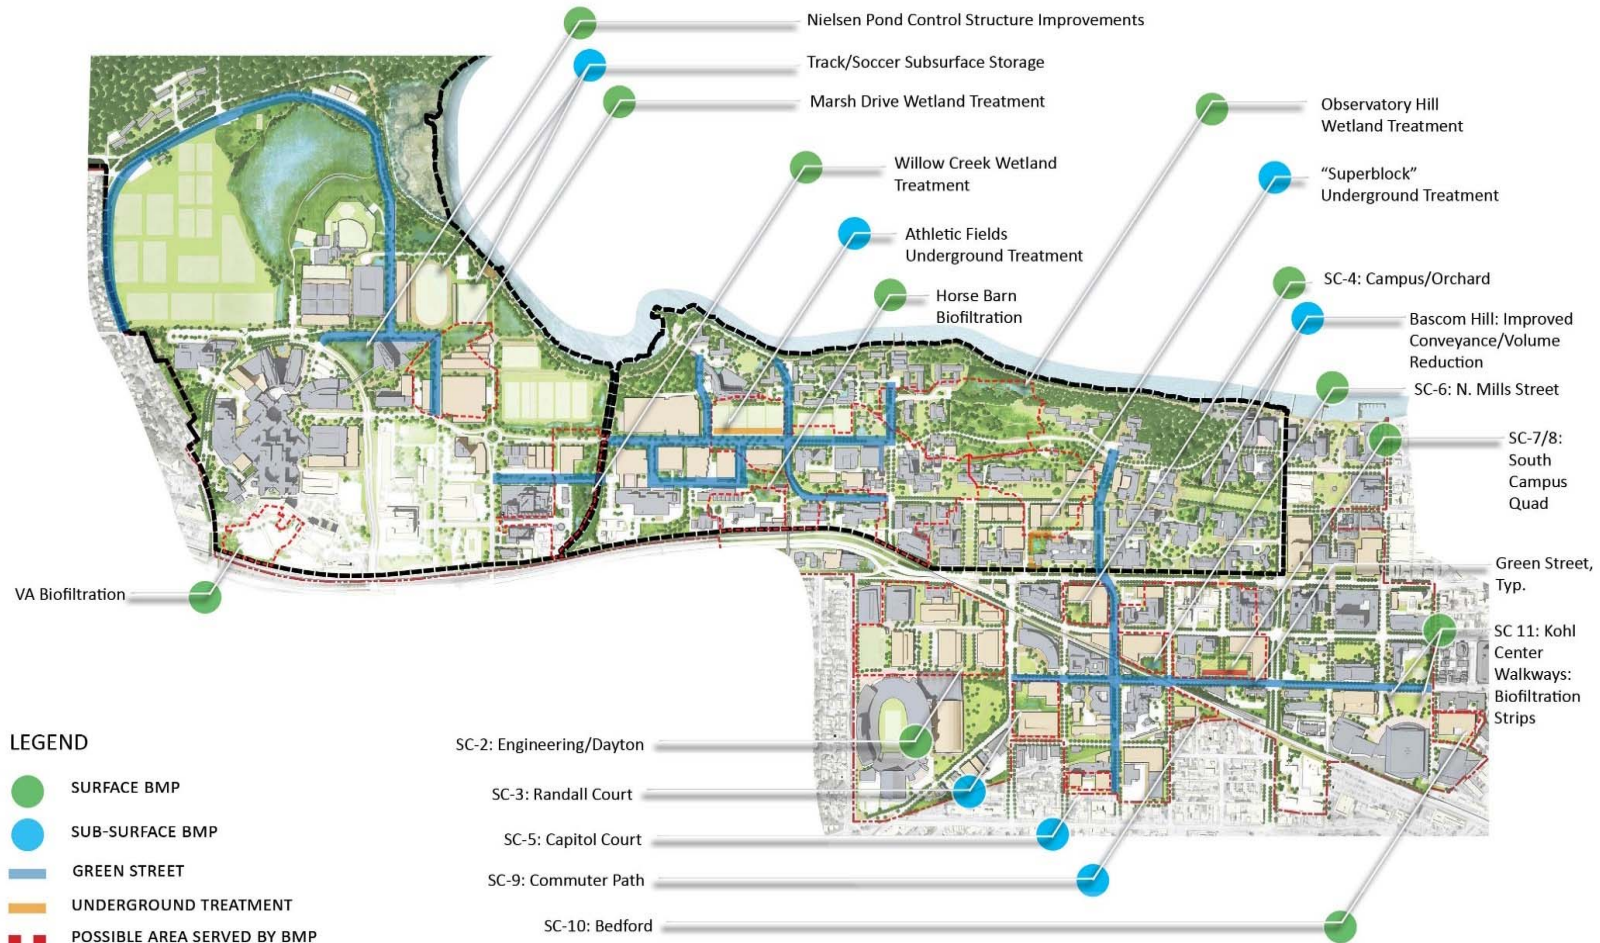 Nielsen Pond Control Structure Improvements
Track/Soccer Subsurface Storage
Marsh Drive Wetland Treatment
Observatory Hill
Wetland Treatment
Willow Creek Wetland
Treatment
“Superblock”
Underground Treatment
Athletic Fields
Underground Treatment
SC-4: Campus/Orchard
Horse Barn
Biofiltration
Bascom Hill: Improved
Conveyance/Volume
Reduction
SC-6: N. Mills Street
SC-7/8:
South
Campus
Quad
Green Street,
Typ.
VA Biofiltration
SC 11: Kohl
Center
Walkways:
Biofiltration
Strips
SC-2: Engineering/Dayton
SC-3: Randall Court
SC-5: Capitol Court
SC-9: Commuter Path
SC-10: Bedford
LEGEND
SURFACE BMP
SUB-SURFACE BMP
GREEN STREET
UNDERGROUND TREATMENT
POSSIBLE AREA SERVED BY BMP